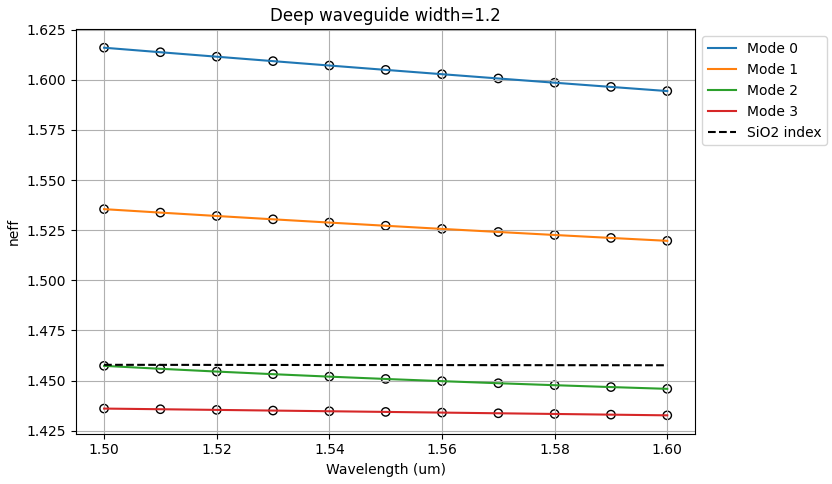 Deep waveguide width=1.2
1.625
1.600
1.575
1.550
1.525
1.500
1.475
1.450
1.425
neff
1.50 1.52 1.54 1.56 1.58 1.60
Wavelength (um)
Mode 0
Mode 1
Mode 2
Mode 3
SiO2 index